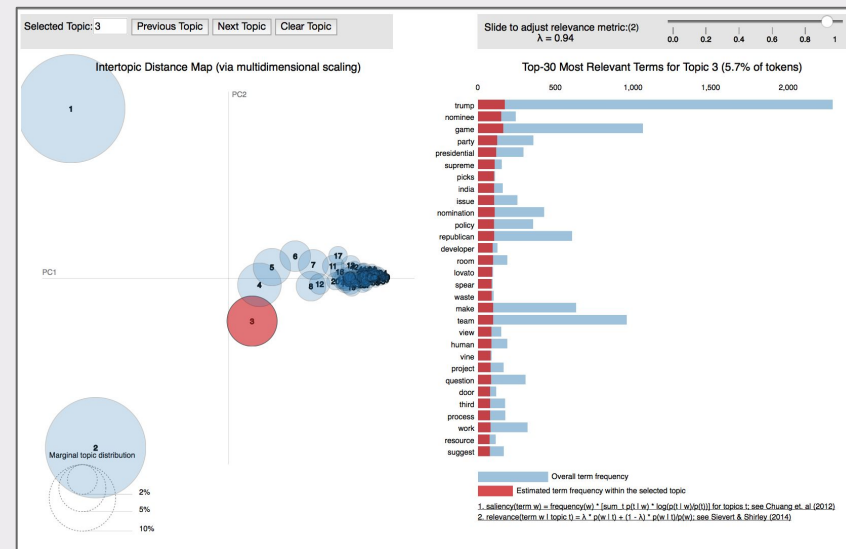 Selected Topic: 3
Previous Topic
Next Topic
Clear Topic
Slide to adjust relevance metric:(2)
λ = 0.94
0.0 0.2 0.4 0.6 0.8 1
Intertopic Distance Map (via multidimensional scaling)
PC2
PC1
1
17
6
5
7
11
4
8
12
3
2
Marginal topic distribution
2%
5%
10%
Top-30 Most Relevant Terms for Topic 3 (5.7% of tokens)
0 500 1,000 1,500 2,000
trump
nominee
game
party
presidential
supreme
picks
india
issue
nomination
policy
republican
developer
room
lovato
spear
waste
make
team
view
human
vine
project
question
door
third
process
work
resource
suggest
Overall term frequency
Estimated term frequency within the selected topic
1. saliency(term w) = frequency(w) * [sum_t p(t | w) * log(p(t | w)/p(t))] for topics t; see Chuang et. al (2012)
2. relevance(term w | topic t) = λ * p(w | t) + (1 - λ) * p(w | t)/p(w); see Sievert & Shirley (2014)